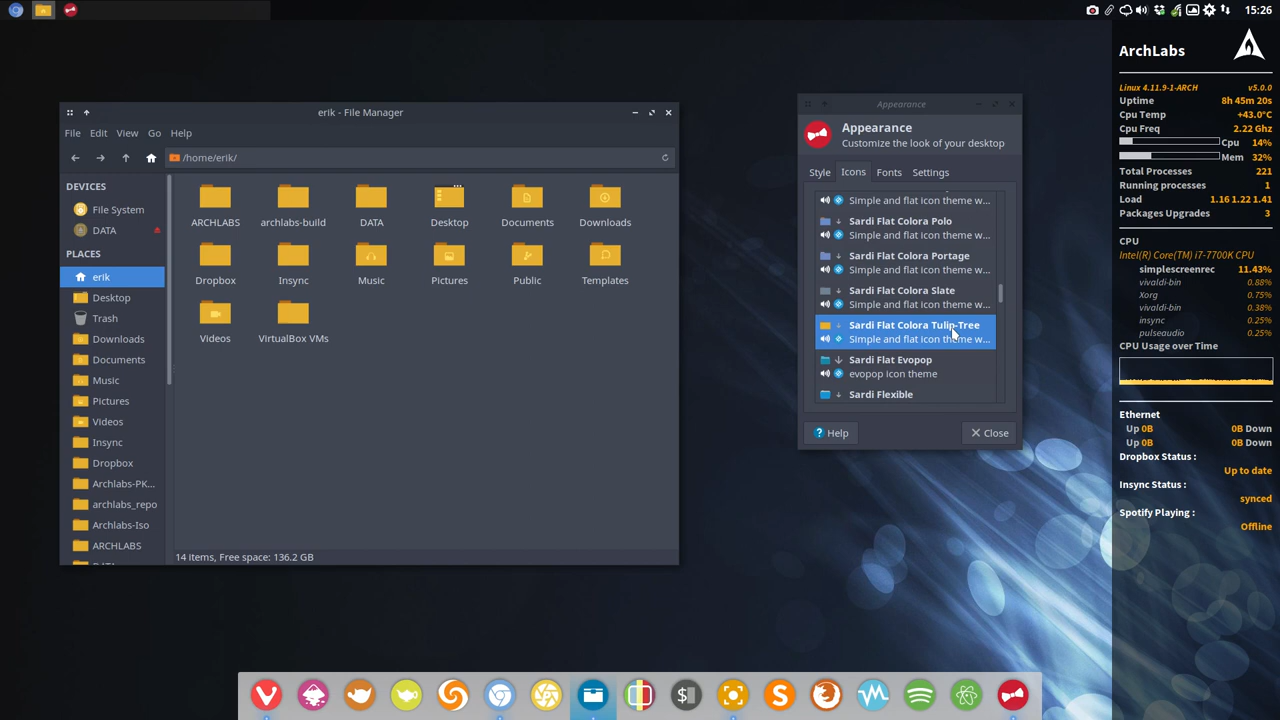 15:26
erik - File Manager
File Edit View Go Help
/home/erik/
DEVICES
File System
DATA
PLACES
erik
Desktop
Trash
Downloads
Documents
Music
Pictures
Videos
Insync
Dropbox
Archlabs-PK...
archlabs_repo
Archlabs-Iso
ARCHLABS
ARCHLABS archlabs-build DATA Desktop Documents Downloads
Dropbox Insync Music Pictures Public Templates
Videos VirtualBox VMs
14 items, Free space: 136.2 GB
Appearance
Appearance
Customize the look of your desktop
Style Icons Fonts Settings
Simple and flat icon theme w...
Sardi Flat Colora Polo
Simple and flat icon theme w...
Sardi Flat Colora Portage
Simple and flat icon theme w...
Sardi Flat Colora Slate
Simple and flat icon theme w...
Sardi Flat Colora Tulip-Tree
Simple and flat icon theme w...
Sardi Flat Evopop
evopop icon theme
Sardi Flexible
? Help
Close
ArchLabs
Linux 4.11.9-1-ARCH v5.0.0
Uptime 8h 45m 20s
Cpu Temp +43.0°C
Cpu Freq 2.22 Ghz
Cpu 14%
Mem 32%
Total Processes 221
Running processes 1
Load 1.16 1.22 1.41
Packages Upgrades 3
CPU
Intel(R) Core(TM) i7-7700K CPU
simplescreenrec 11.43%
vivaldi-bin 0.88%
Xorg 0.75%
vivaldi-bin 0.38%
insync 0.25%
pulseaudio 0.25%
CPU Usage over Time
Ethernet
Up 0B 0B Down
Up 0B 0B Down
Dropbox Status :
Up to date
Insync Status :
synced
Spotify Playing :
Offline